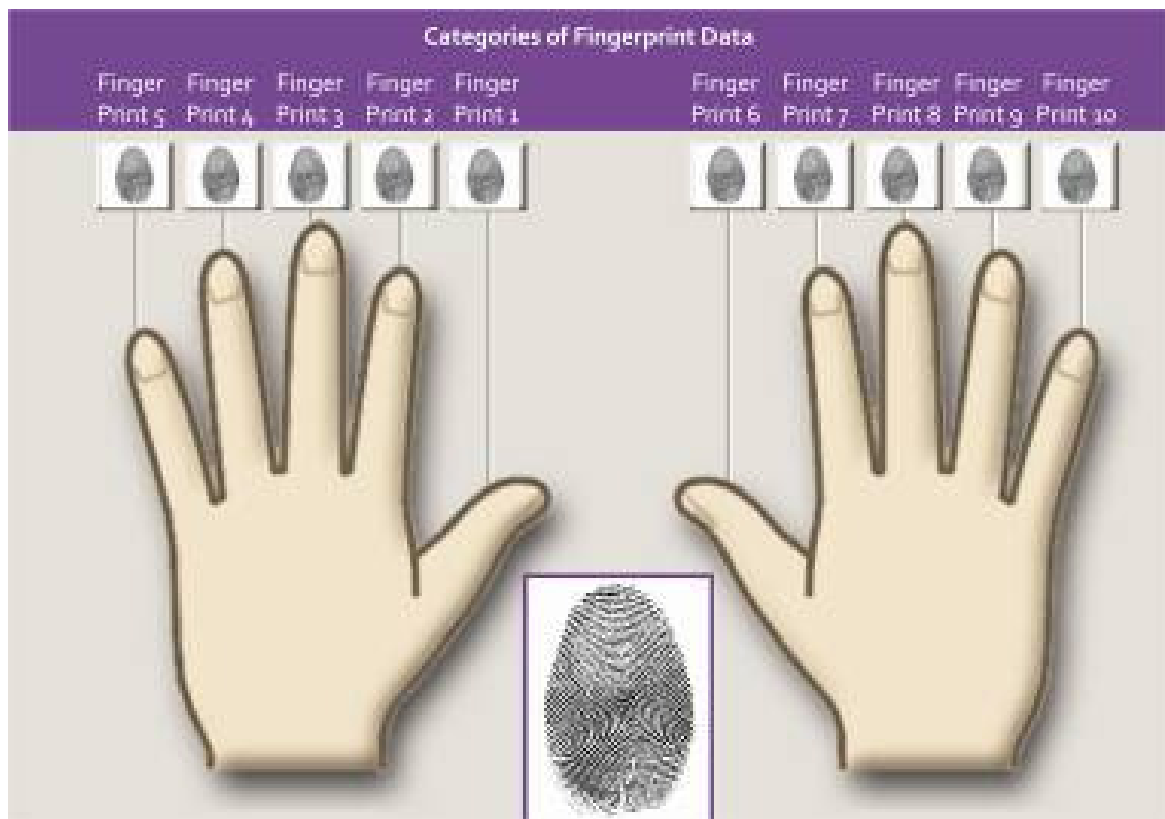 Categories of Fingerprint Data
Finger Finger Finger Finger Finger Finger Finger Finger Finger Finger
Print 5 Print 4 Print 3 Print 2 Print 1 Print 6 Print 7 Print 8 Print 9 Print 10